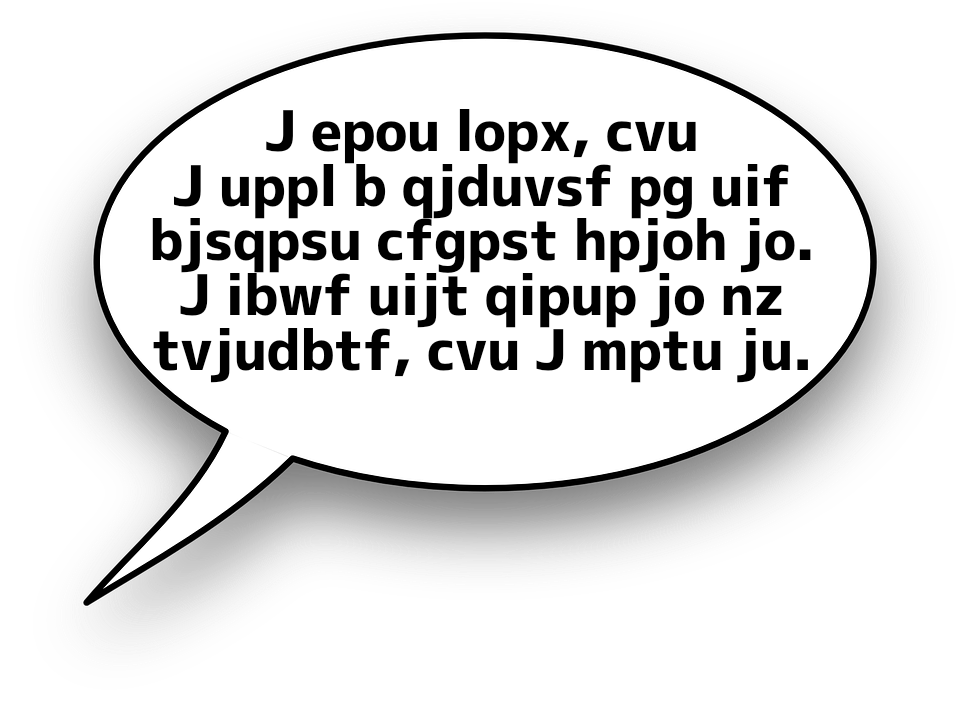 J epou lopx, cvu
J uppl b qjduvsf pg uif
bjsqpsu cfgpst hpjoh jo.
J ibwf uijt qipup jo nz
tvjudbtf, cvu J mptu ju.